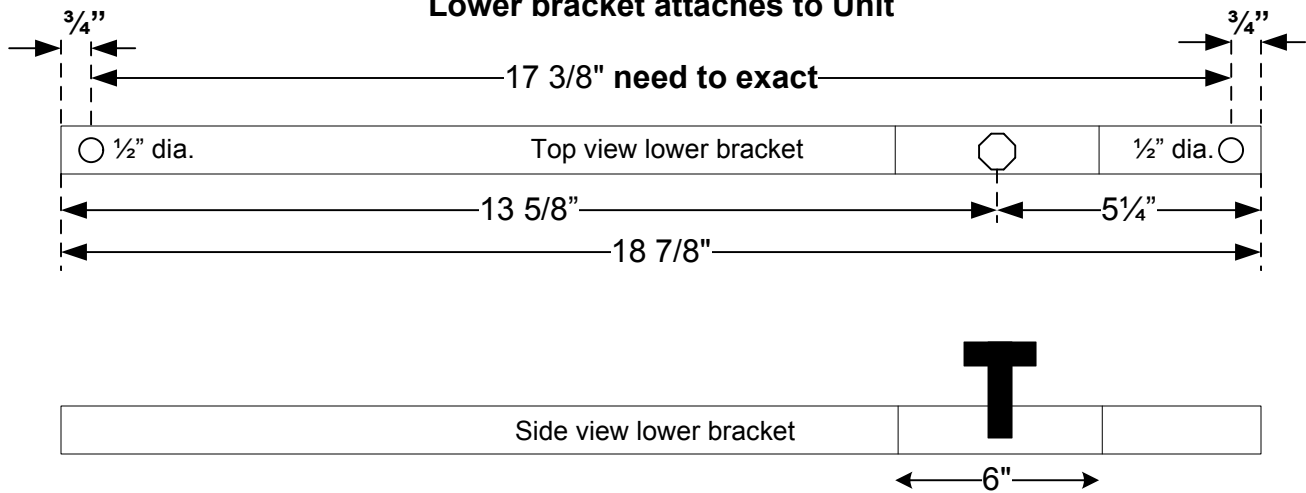 Lower bracket attaches to Unit
¾” ¾”
17 3/8" need to exact
½” dia. Top view lower bracket ½” dia.
13 5/8” 5¼”
18 7/8"
Side view lower bracket
6"